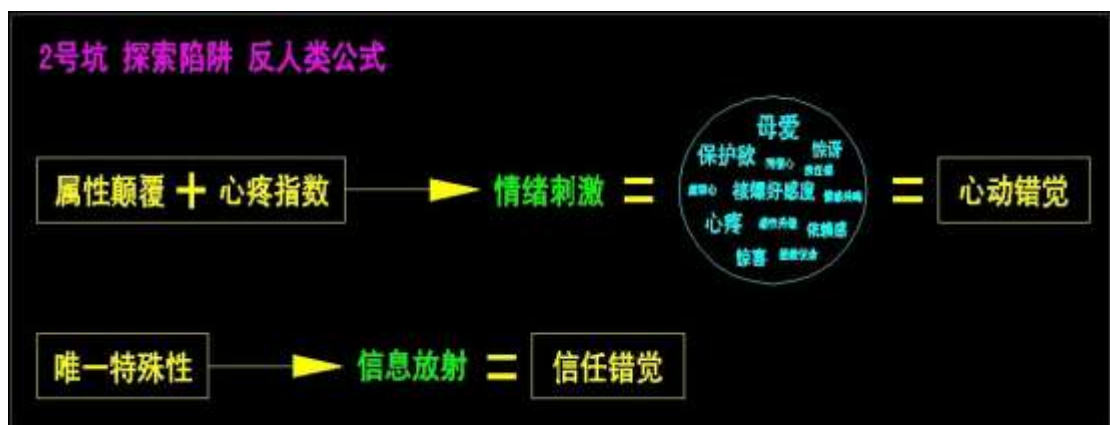 2号坑 探索陷阱 反人类公式
属性颠覆 + 心疼指数 情绪刺激 = = 心动错觉
母爱
保护欲 惊讶
核爆好感度
心疼 依赖感
惊喜
唯一特殊性 信息放射 = 信任错觉